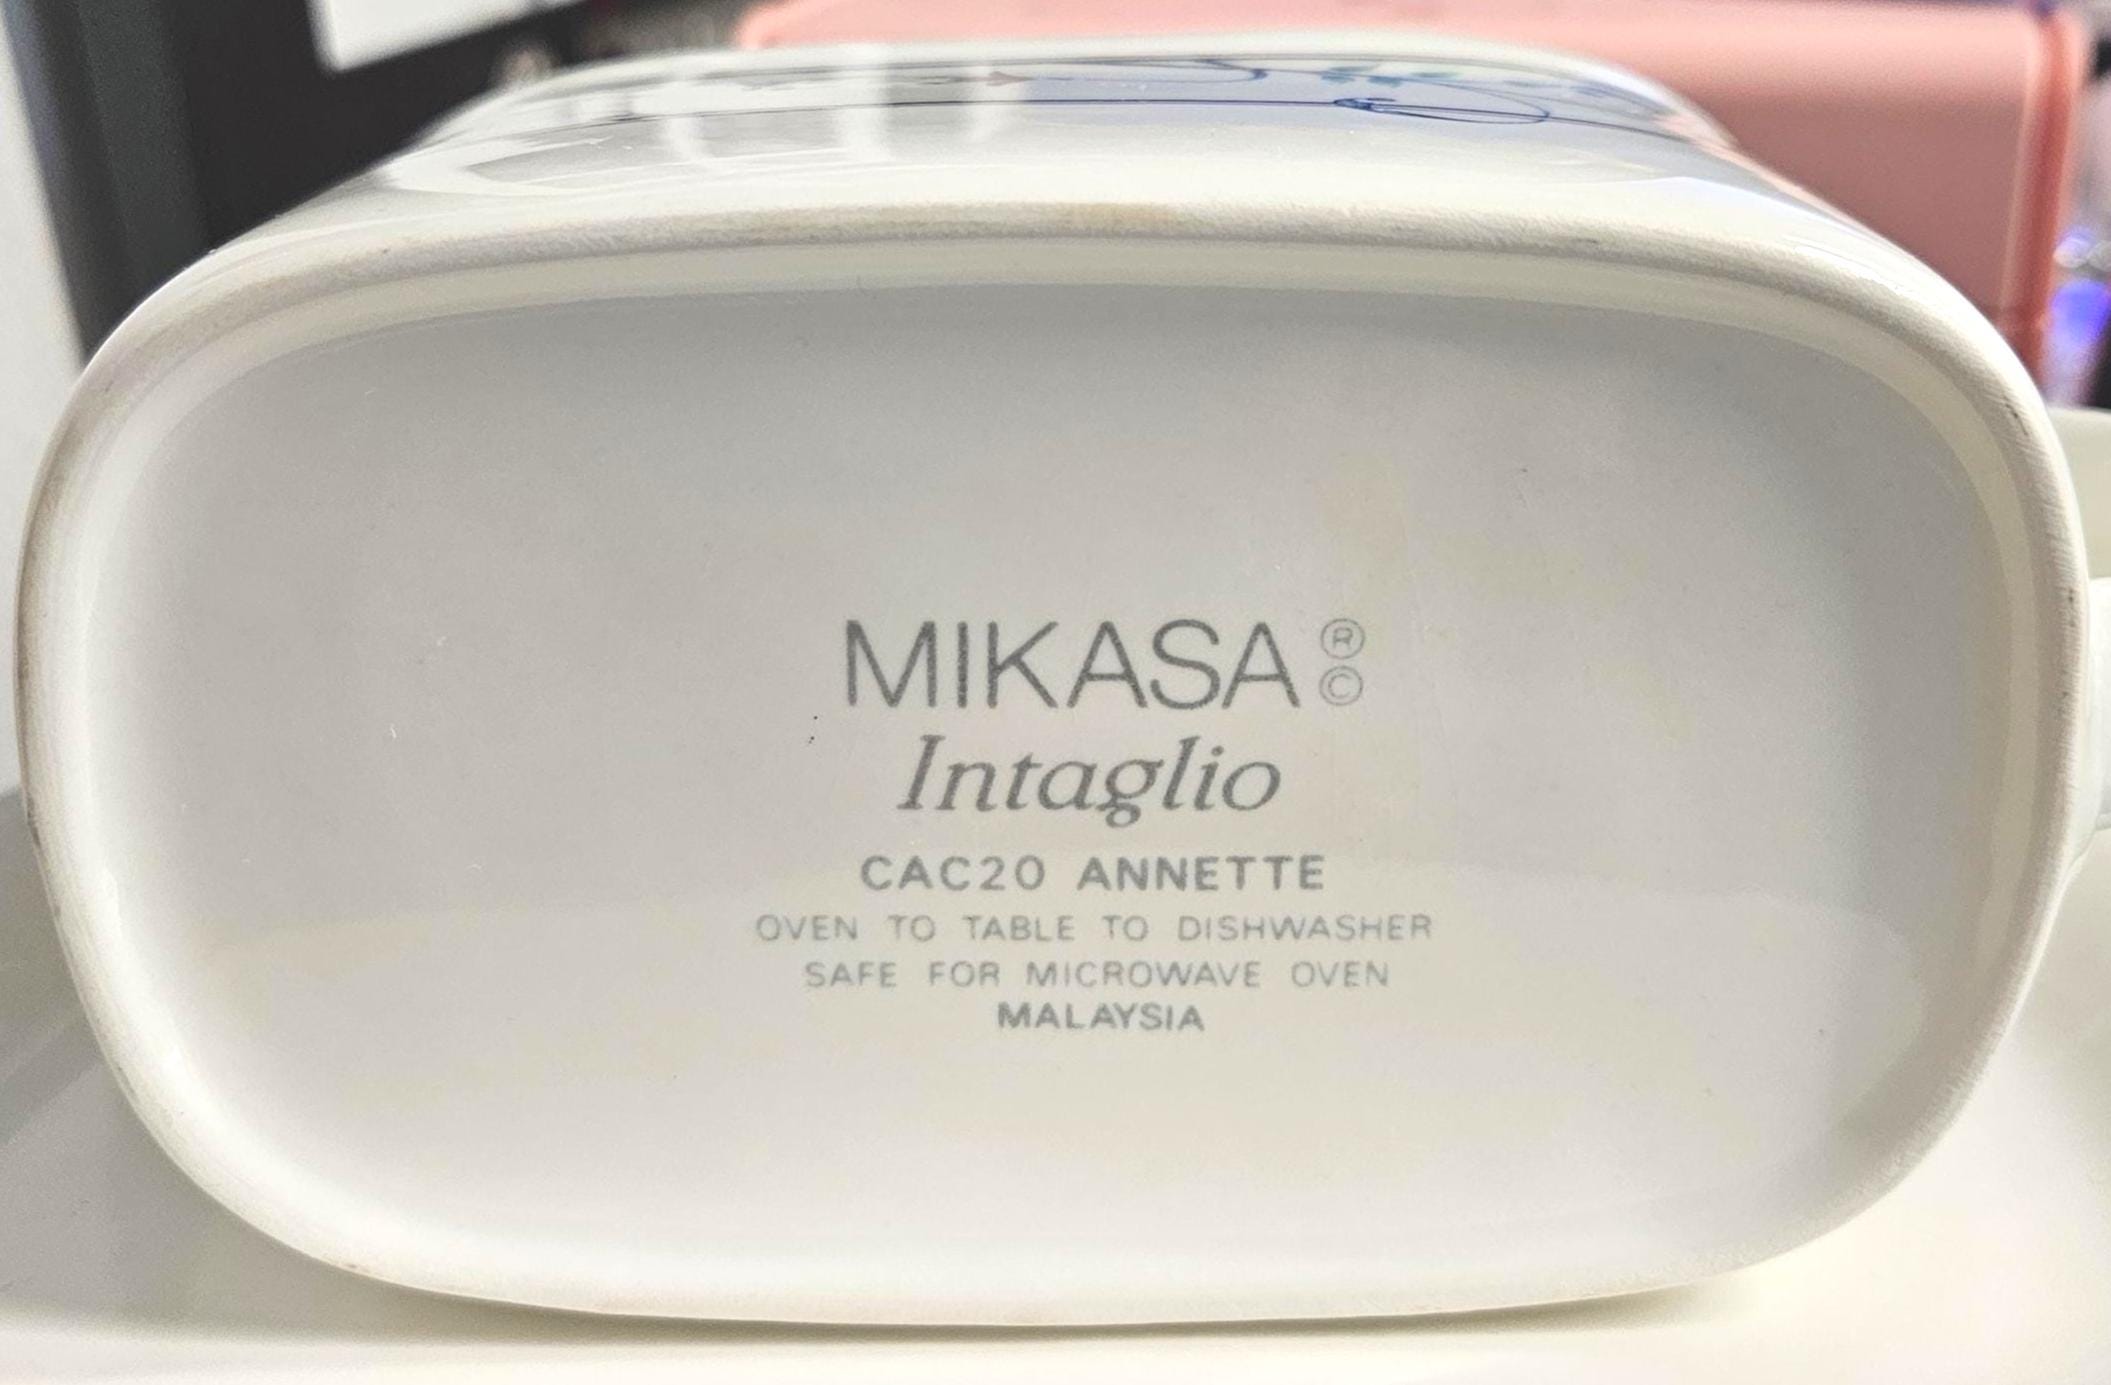 MIKASA ®
©
Intaglio
CAC20 ANNETTE
OVEN TO TABLE TO DISHWASHER
SAFE FOR MICROWAVE OVEN
MALAYSIA